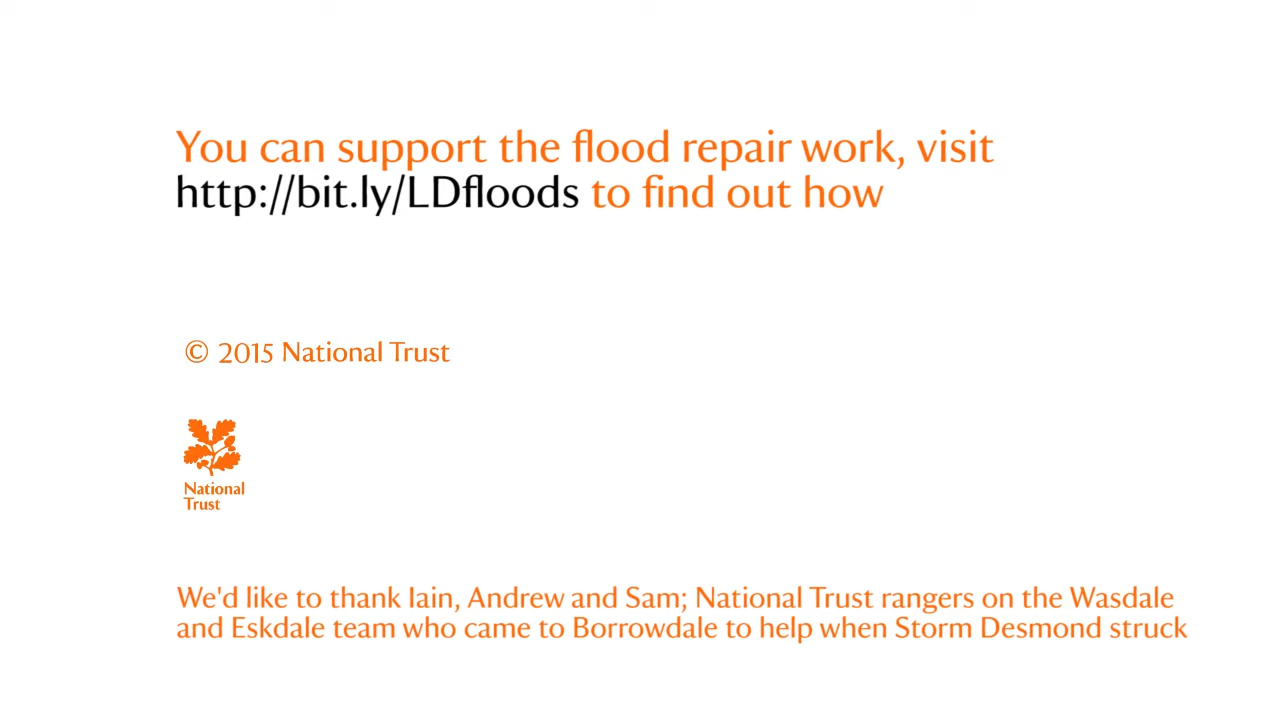 You can support the flood repair work, visit
http://bit.ly/LDfloods to find out how
© 2015 National Trust
National
Trust
We'd like to thank Iain, Andrew and Sam; National Trust rangers on the Wasdale
and Eskdale team who came to Borrowdale to help when Storm Desmond struck